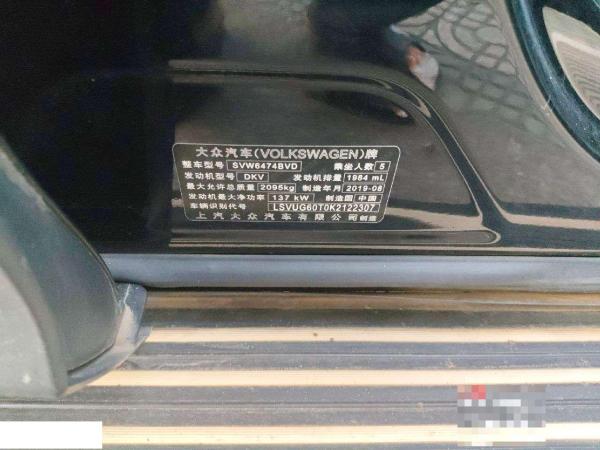 大众汽车(VOLKSWAGEN)牌
整车型号 SVW6474BVD 乘坐人数 5
发动机型号 DKV 发动机排量 1984 mL
最大允许总质量 2095kg 制造年月 2019-08
发动机最大净功率 137 kW 制造国 中国
车辆识别代号 LSVUG60T0K2122307
上汽大众汽车有限公司制造